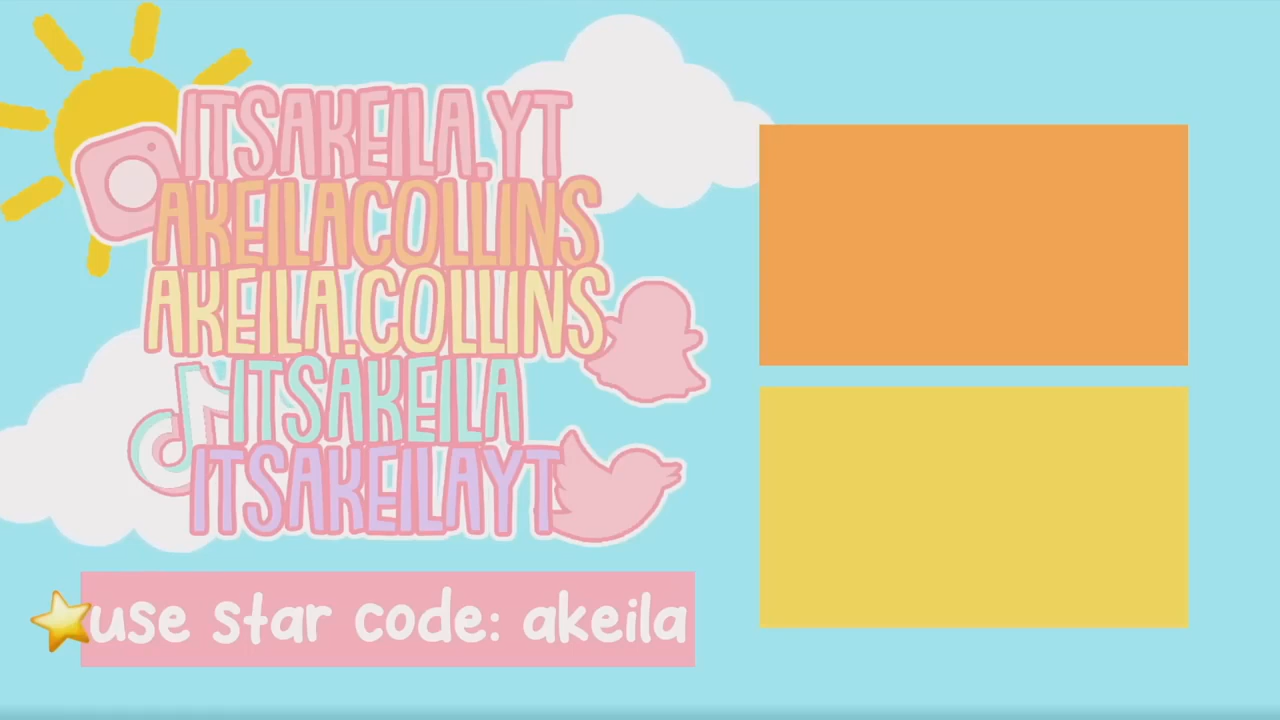 ITSAKEILA.YT
AKEILACOLLINS
AKEILA.COLLINS
ITSAKEILA
ITSAKEILAYT
use star code: akeila